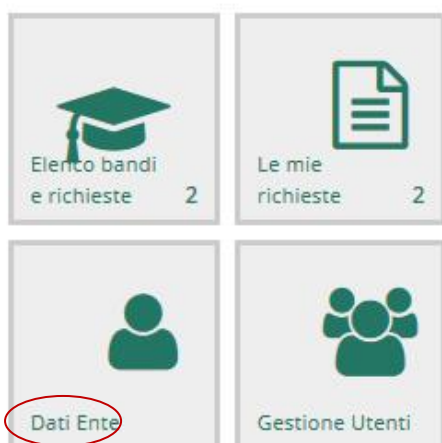 Elenco bandi
e richieste 2
Le mie
richieste 2
Dati Ente
Gestione Utenti